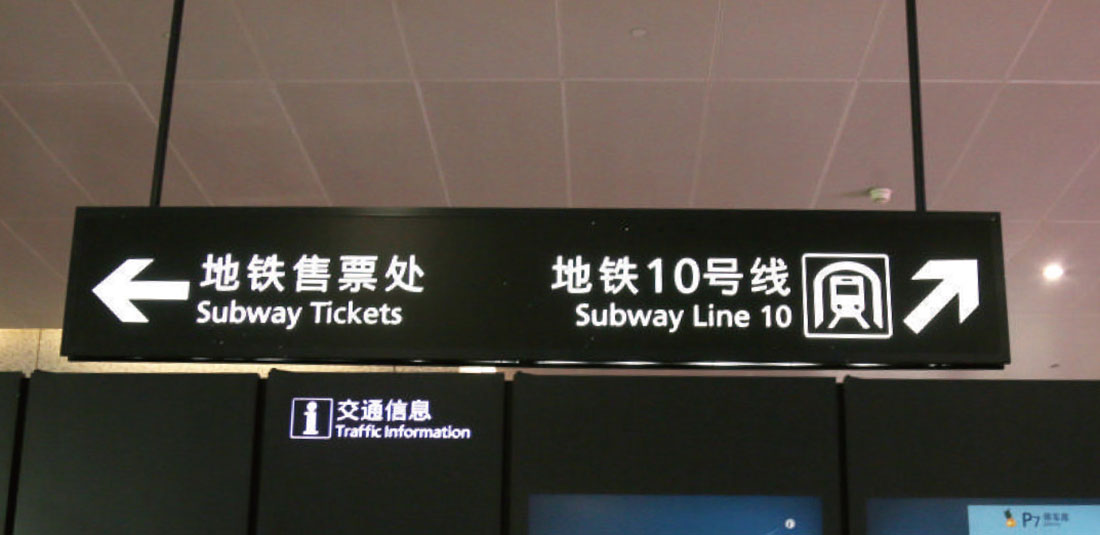 地铁售票处
Subway Tickets
地铁10号线
Subway Line 10
交通信息
Traffic Information
P7